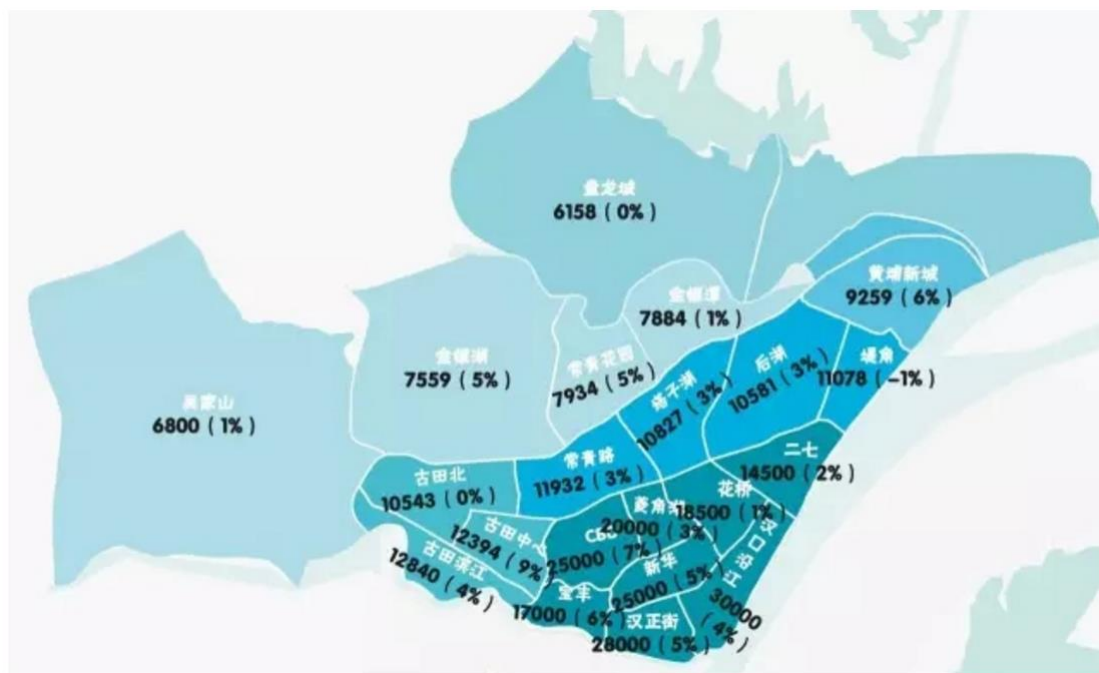 盘龙城
6158（0%）
黄埔新城
9259（6%）
金银潭
7884（1%）
金银湖
7559（5%）
常青花园
7934（5%）
塔子湖
10827（3%）
后湖
10581（3%）
堤角
11078（-1%）
吴家山
6800（1%）
古田北
10543（0%）
常青路
11932（3%）
二七
14500（2%）
花桥
18500（1%）
菱角湖
20000（3%）
古田中心
12394（9%）
CBD
25000（7%）
古田滨江
12840（4%）
新华
25000（5%）
汉口沿江
30000
（4%）
宝丰
17000（6%）
汉正街
28000（5%）